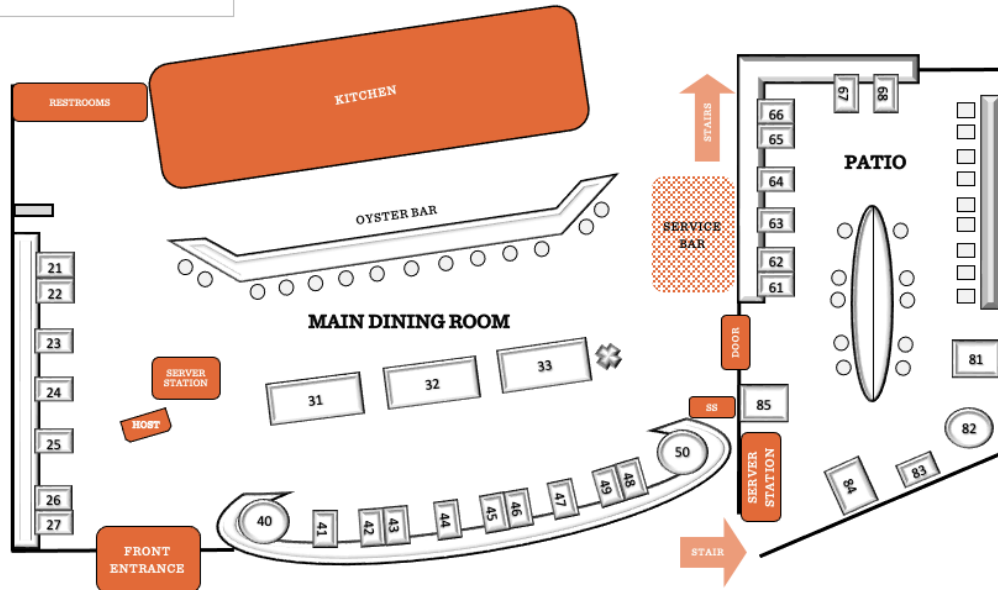 RESTROOMS
KITCHEN
STAIRS
PATIO
67
68
66
65
64
63
62
61
OYSTER BAR
SERVICE
BAR
21
22
23
24
25
26
27
MAIN DINING ROOM
SERVER
STATION
HOST
31
32
33
DOOR
SS
85
81
82
83
84
SERVER
STATION
50
40
41
42
43
44
45
46
47
49
48
FRONT
ENTRANCE
STAIR